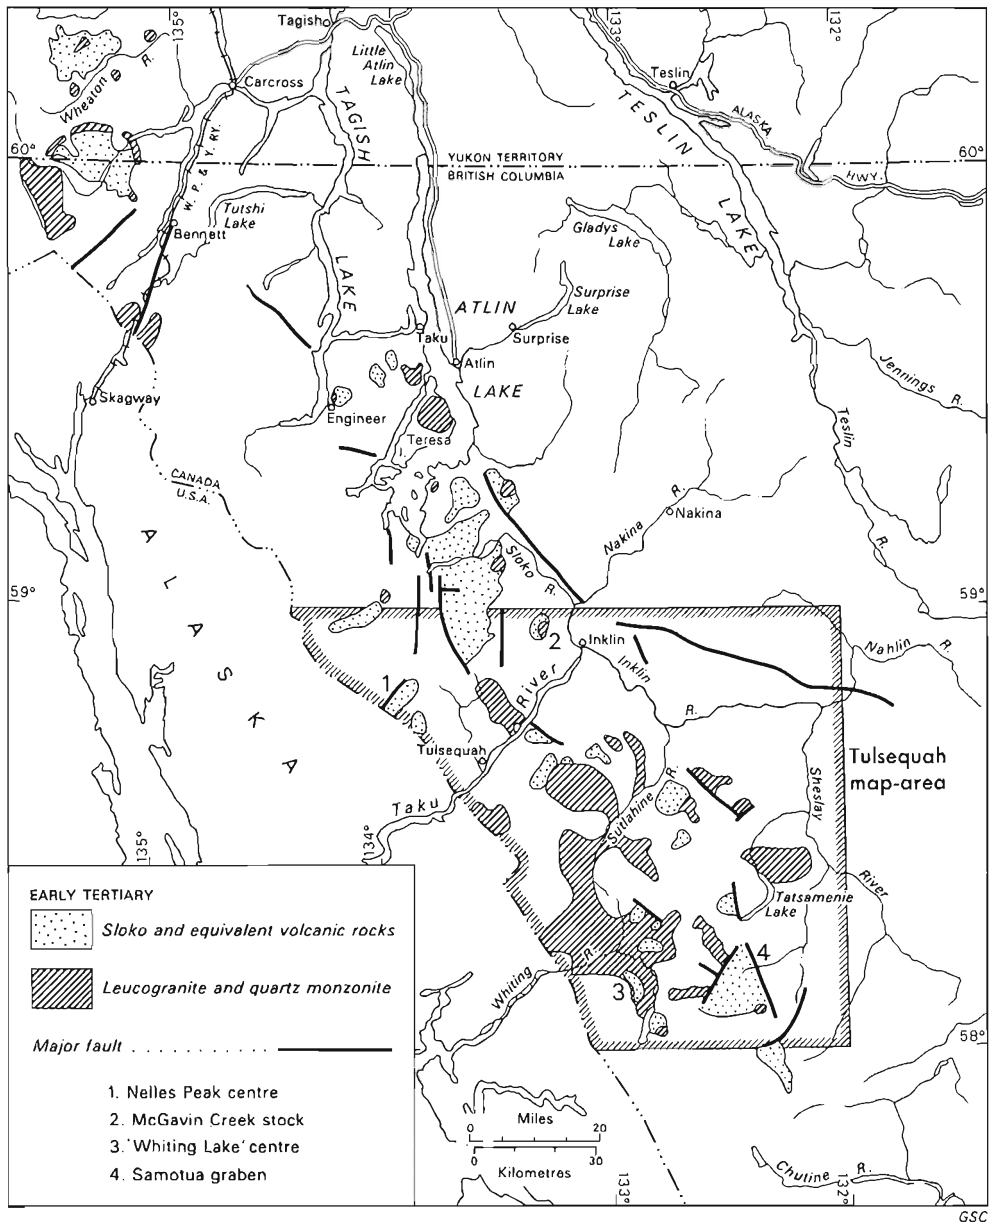 135°
133°
132°
Tagish
Little
Atlin
Lake
Wheaton R.
Carcross
Teslin
TAGISH
LAKE
TESLIN
LAKE
ALASKA
HWY.
W. P. & Y. RY.
60°
YUKON TERRITORY
BRITISH COLUMBIA
60°
Tutshi
Lake
Bennett
Gladys
Lake
Surprise
Lake
ATLIN
LAKE
Taku
Surprise
Atlin
Skagway
Engineer
Teresa
Jennings R.
Teslin R.
CANADA
U.S.A.
Nakina R.
Nakina
Sloko R.
ALASKA
59°
59°
2
Inklin
Inklin R.
Nahlin R.
1
River
Tulsequah
Taku
Tulsequah
map-area
Sheslay
River
Sutlahine R.
134°
135°
Tatsamenie
Lake
4
Whiting R.
3
58°
EARLY TERTIARY
Sloko and equivalent volcanic rocks
Leucogranite and quartz monzonite
Major fault
1. Nelles Peak centre
2. McGavin Creek stock
3. 'Whiting Lake' centre
4. Samotua graben
Miles
0 20
0 30
Kilometres
133°
132°
Chutine R.
GSC